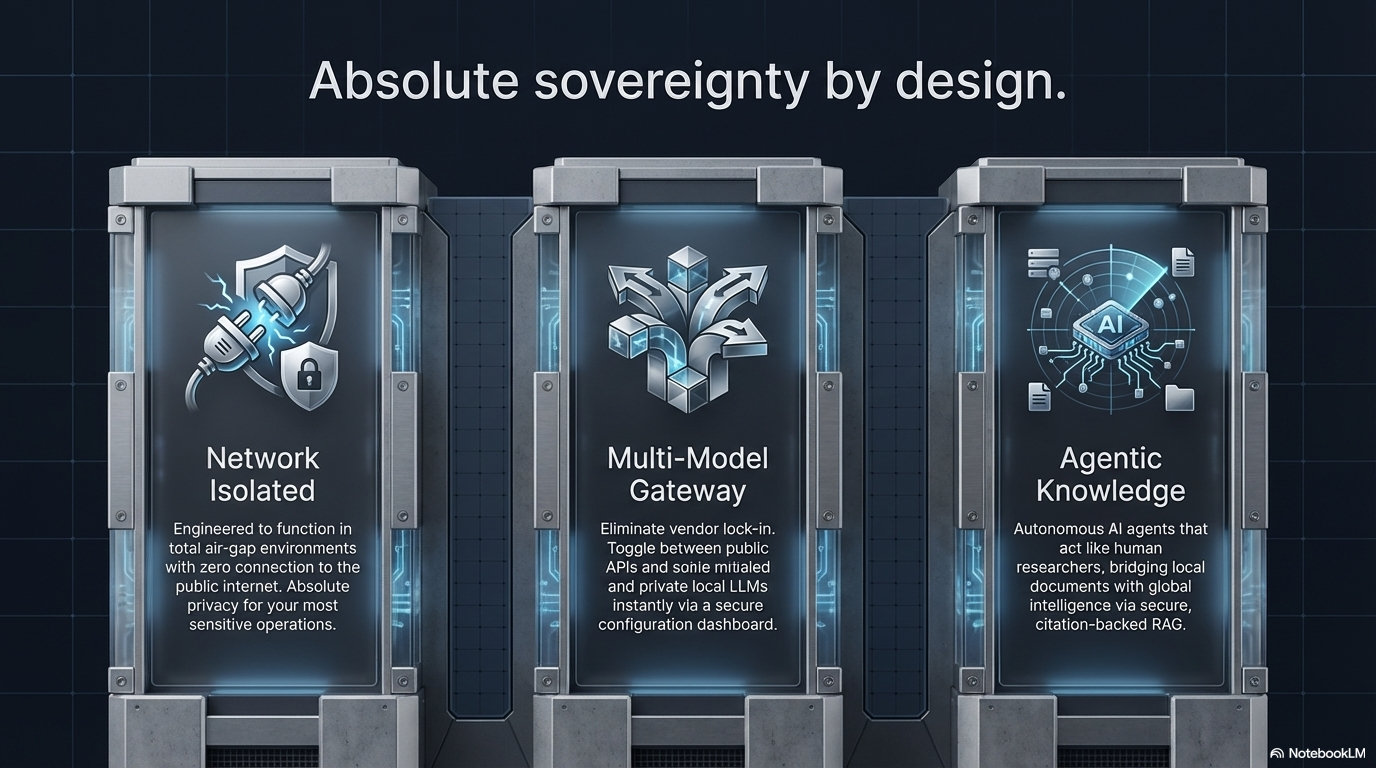 Absolute sovereignty by design.
AI
Network
Isolated
Engineered to function in
total air-gap environments
with zero connection to the
public internet. Absolute
privacy for your most
sensitive operations.
Multi-Model
Gateway
Eliminate vendor lock-in.
Toggle between public
APIs and
and private local LLMs
instantly via a secure
configuration dashboard.
Agentic
Knowledge
Autonomous AI agents that
act like human
researchers, bridging local
documents with global
intelligence via secure,
citation-backed RAG.
NotebookLM